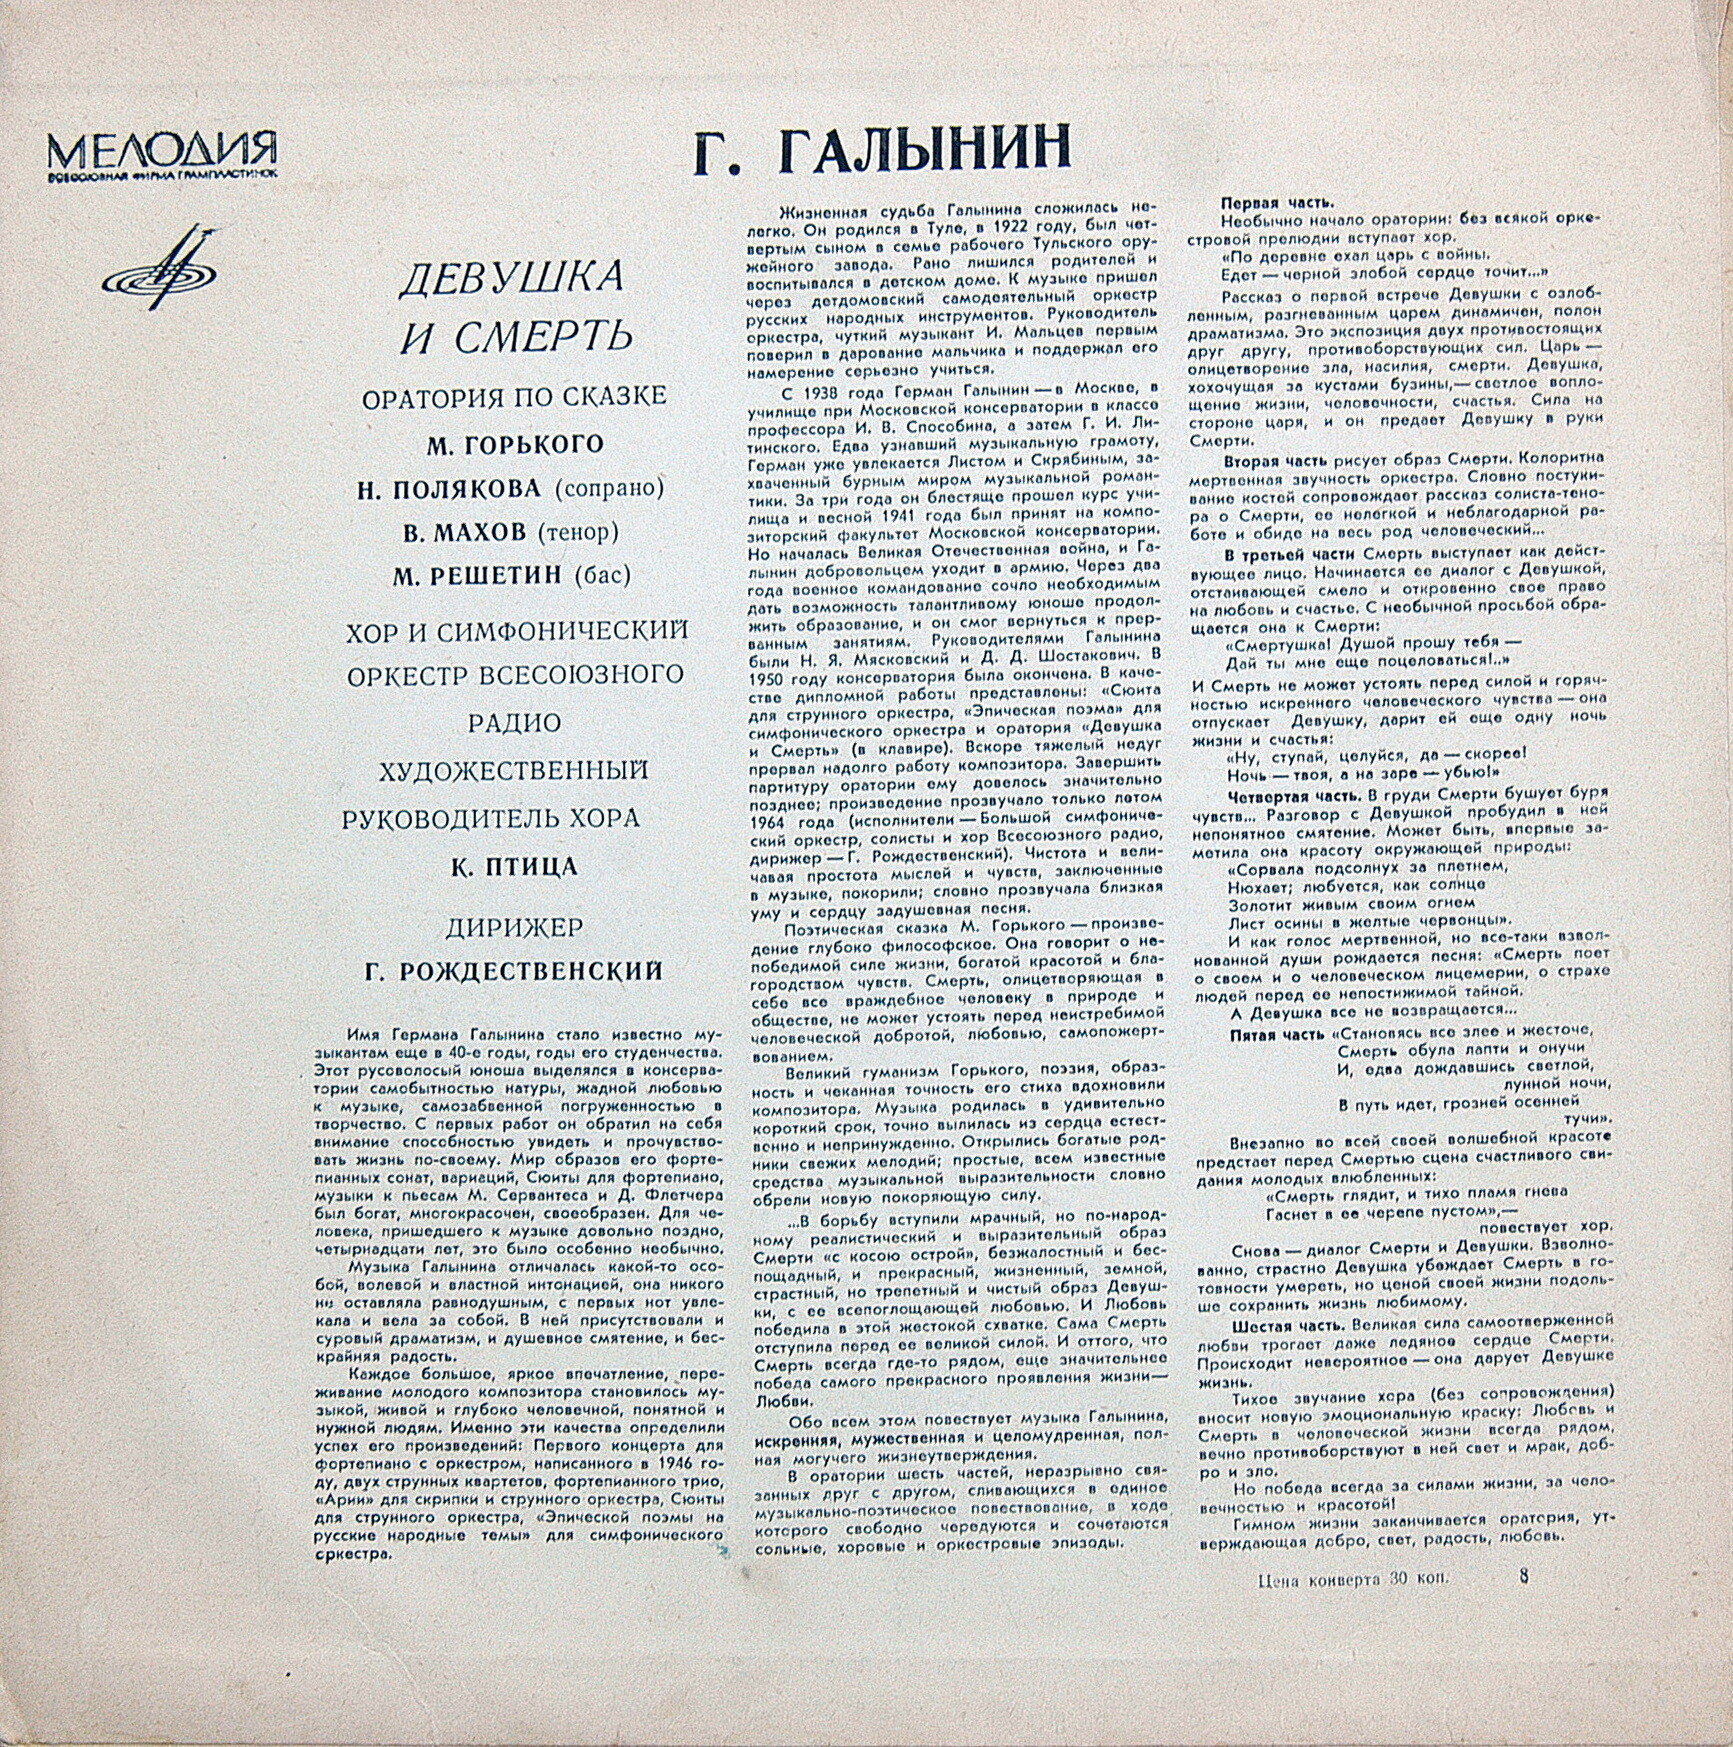 МЕЛОДИЯ
ВСЕСОЮЗНАЯ ФИРМА ГРАМПЛАСТИНОК
Г. ГАЛЫНИН
ДЕВУШКА
И СМЕРТЬ
ОРАТОРИЯ ПО СКАЗКЕ
М. ГОРЬКОГО
Н. ПОЛЯКОВА (сопрано)
В. МАХОВ (тенор)
М. РЕШЕТИН (бас)
ХОР И СИМФОНИЧЕСКИЙ
ОРКЕСТР ВСЕСОЮЗНОГО
РАДИО
ХУДОЖЕСТВЕННЫЙ
РУКОВОДИТЕЛЬ ХОРА
К. ПТИЦА
ДИРИЖЕР
Г. РОЖДЕСТВЕНСКИЙ
Имя Германа Галынина стало известно му-
зыкантам еще в 40-е годы, годы его студенчества.
Этот русоволосый юноша выделялся в консерва-
тории самобытностью натуры, жадной любовью
к музыке, самозабвенной погруженностью в
творчество. С первых работ он обратил на себя
внимание способностью увидеть и прочувство-
вать жизнь по-своему. Мир образов его форте-
пианных сонат, вариаций, Сюиты для фортепиано,
музыки к пьесам М. Сервантеса и Д. Флетчера
был богат, многокрасочен, своеобразен. Для че-
ловека, пришедшего к музыке довольно поздно,
четырнадцати лет, это было особенно необычно.
Музыка Галынина отличалась какой-то осо-
бой, волевой и властной интонацией, она никого
не оставляла равнодушным, с первых нот увле-
кала и вела за собой. В ней присутствовали и
суровый драматизм, и душевное смятение, и бес-
крайняя радость.
Каждое большое, яркое впечатление, пере-
живание молодого композитора становилось му-
зыкой, живой и глубоко человечной, понятной и
нужной людям. Именно эти качества определили
успех его произведений: Первого концерта для
фортепиано с оркестром, написанного в 1946 го-
ду, двух струнных квартетов, фортепианного трио,
«Арии» для скрипки и струнного оркестра, Сюиты
для струнного оркестра, «Эпической поэмы на
русские народные темы» для симфонического
оркестра.
Жизненная судьба Галынина сложилась не-
легко. Он родился в Туле, в 1922 году, был чет-
вертым сыном в семье рабочего Тульского ору-
жейного завода. Рано лишился родителей и
воспитывался в детском доме. К музыке пришел
через детдомовский самодеятельный оркестр
русских народных инструментов. Руководитель
оркестра, чуткий музыкант И. Мальцев первым
поверил в дарование мальчика и поддержал его
намерение серьезно учиться.
С 1938 года Герман Галынин — в Москве, в
училище при Московской консерватории в классе
профессора И. В. Способина, а затем Г. И. Ли-
тинского. Едва узнавший музыкальную грамоту,
Герман уже увлекается Листом и Скрябиным, за-
хваченный бурным миром музыкальной роман-
тики. За три года он блестяще прошел курс учи-
лища и весной 1941 года был принят на компо-
зиторский факультет Московской консерватории.
Но началась Великая Отечественная война, и Га-
лынин добровольцем уходит в армию. Через два
года военное командование сочло необходимым
дать возможность талантливому юноше продол-
жить образование, и он смог вернуться к прер-
ванным занятиям. Руководителями Галынина
были Н. Я. Мясковский и Д. Д. Шостакович. В
1950 году консерватория была окончена. В каче-
стве дипломной работы представлены: «Сюита
для струнного оркестра, «Эпическая поэма» для
симфонического оркестра и оратория «Девушка
и Смерть» (в клавире). Вскоре тяжелый недуг
прервал надолго работу композитора. Завершить
партитуру оратории ему довелось значительно
позднее; произведение прозвучало только летом
1964 года (исполнители — Большой симфониче-
ский оркестр, солисты и хор Всесоюзного радио,
дирижер — Г. Рождественский). Чистота и вели-
чавая простота мыслей и чувств, заключенные
в музыке, покорили; словно прозвучала близкая
уму и сердцу задушевная песня.
Поэтическая сказка М. Горького — произве-
дение глубоко философское. Она говорит о не-
победимой силе жизни, богатой красотой и бла-
городством чувств. Смерть, олицетворяющая в
себе все враждебное человеку в природе и
обществе, не может устоять перед неистребимой
человеческой добротой, любовью, самопожерт-
вованием.
Великий гуманизм Горького, поэзия, образ-
ность и чеканная точность его стиха вдохновили
композитора. Музыка родилась в удивительно
короткий срок, точно вылилась из сердца естест-
венно и непринужденно. Открылись богатые род-
ники свежих мелодий; простые, всем известные
средства музыкальной выразительности словно
обрели новую покоряющую силу.
...В борьбу вступили мрачный, но по-народ-
ному реалистический и выразительный образ
Смерти «с косою острой», безжалостный и бес-
пощадный, и прекрасный, жизненный, земной,
страстный, но трепетный и чистый образ Девуш-
ки, с ее всепоглощающей любовью. И Любовь
победила в этой жестокой схватке. Сама Смерть
отступила перед ее великой силой. И оттого, что
Смерть всегда где-то рядом, еще значительнее
победа самого прекрасного проявления жизни—
Любви.
Обо всем этом повествует музыка Галынина,
искренняя, мужественная и целомудренная, пол-
ная могучего жизнеутверждения.
В оратории шесть частей, неразрывно свя-
занных друг с другом, сливающихся в единое
музыкально-поэтическое повествование, в ходе
которого свободно чередуются и сочетаются
сольные, хоровые и оркестровые эпизоды.
Первая часть.
Необычно начало оратории: без всякой орке-
стровой прелюдии вступает хор.
«По деревне ехал царь с войны.
Едет — черной злобой сердце точит...»
Рассказ о первой встрече Девушки с озлоб-
ленным, разгневанным царем динамичен, полон
драматизма. Это экспозиция двух противостоящих
друг другу, противоборствующих сил. Царь —
олицетворение зла, насилия, смерти. Девушка,
хохочущая за кустами бузины,— светлое вопло-
щение жизни, человечности, счастья. Сила на
стороне царя, и он предает Девушку в руки
Смерти.
Вторая часть рисует образ Смерти. Колоритна
мертвенная звучность оркестра. Словно постуки-
вание костей сопровождает рассказ солиста-тено-
ра о Смерти, ее нелегкой и неблагодарной ра-
боте и обиде на весь род человеческий...
В третьей части Смерть выступает как дейст-
вующее лицо. Начинается ее диалог с Девушкой,
отстаивающей смело и откровенно свое право
на любовь и счастье. С необычной просьбой обра-
щается она к Смерти:
«Смертушка! Душой прошу тебя —
Дай ты мне еще поцеловаться!..»
И Смерть не может устоять перед силой и горяч-
ностью искреннего человеческого чувства — она
отпускает Девушку, дарит ей еще одну ночь
жизни и счастья:
«Ну, ступай, целуйся, да — скорее!
Ночь — твоя, а на заре — убью!»
Четвертая часть. В груди Смерти бушует буря
чувств... Разговор с Девушкой пробудил в ней
непонятное смятение. Может быть, впервые за-
метила она красоту окружающей природы:
«Сорвала подсолнух за плетнем,
Нюхает; любуется, как солнце
Золотит живым своим огнем
Лист осины в желтые червонцы».
И как голос мертвенной, но все-таки взвол-
нованной души рождается песня: «Смерть поет
о своем и о человеческом лицемерии, о страхе
людей перед ее непостижимой тайной.
А Девушка все не возвращается...
Пятая часть «Становясь все злее и жесточе,
Смерть обула лапти и онучи
И, едва дождавшись светлой,
лунной ночи,
В путь идет, грозней осенней
тучи».
Внезапно во всей своей волшебной красоте
предстает перед Смертью сцена счастливого сви-
дания молодых влюбленных:
«Смерть глядит, и тихо пламя гнева
Гаснет в ее черепе пустом»,—
повествует хор.
Снова — диалог Смерти и Девушки. Взволно-
ванно, страстно Девушка убеждает Смерть в го-
товности умереть, но ценой своей жизни подоль-
ше сохранить жизнь любимому.
Шестая часть. Великая сила самоотверженной
любви трогает даже ледяное сердце Смерти.
Происходит невероятное — она дарует Девушке
жизнь.
Тихое звучание хора (без сопровождения)
вносит новую эмоциональную краску: Любовь и
Смерть в человеческой жизни всегда рядом,
вечно противоборствуют в ней свет и мрак, доб-
ро и зло.
Но победа всегда за силами жизни, за чело-
вечностью и красотой!
Гимном жизни заканчивается оратория, ут-
верждающая добро, свет, радость, любовь.
Цена конверта 30 коп. 8